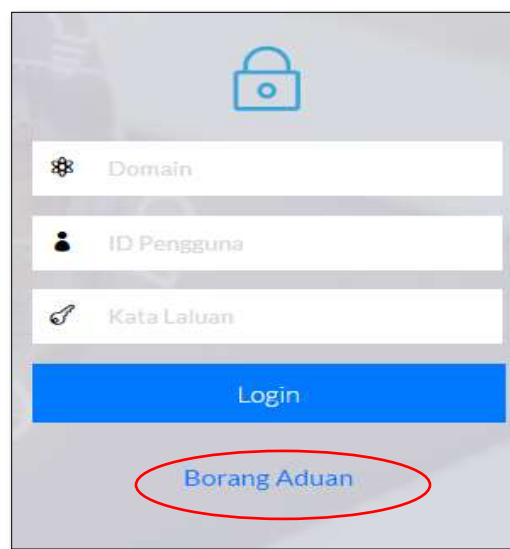 Domain
ID Pengguna
Kata Laluan
Login
Borang Aduan